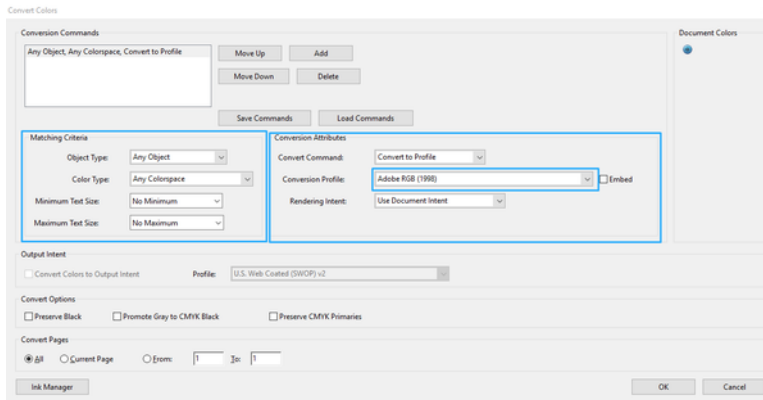 Convert Colors
Conversion Commands
Document Colors
Any Object, Any Colorspace, Convert to Profile
Move Up
Add
Move Down
Delete
Save Commands
Load Commands
Matching Criteria
Object Type: Any Object
Color Type: Any Colorspace
Minimum Text Size: No Minimum
Maximum Text Size: No Maximum
Conversion Attributes
Convert Command: Convert to Profile
Conversion Profile: Adobe RGB (1998) Embed
Rendering Intent: Use Document Intent
Output Intent
Convert Colors to Output Intent Profile: U.S. Web Coated (SWOP) v2
Convert Options
Preserve Black Promote Gray to CMYK Black Preserve CMYK Primaries
Convert Pages
All Current Page From: 1 To: 1
Ink Manager OK Cancel